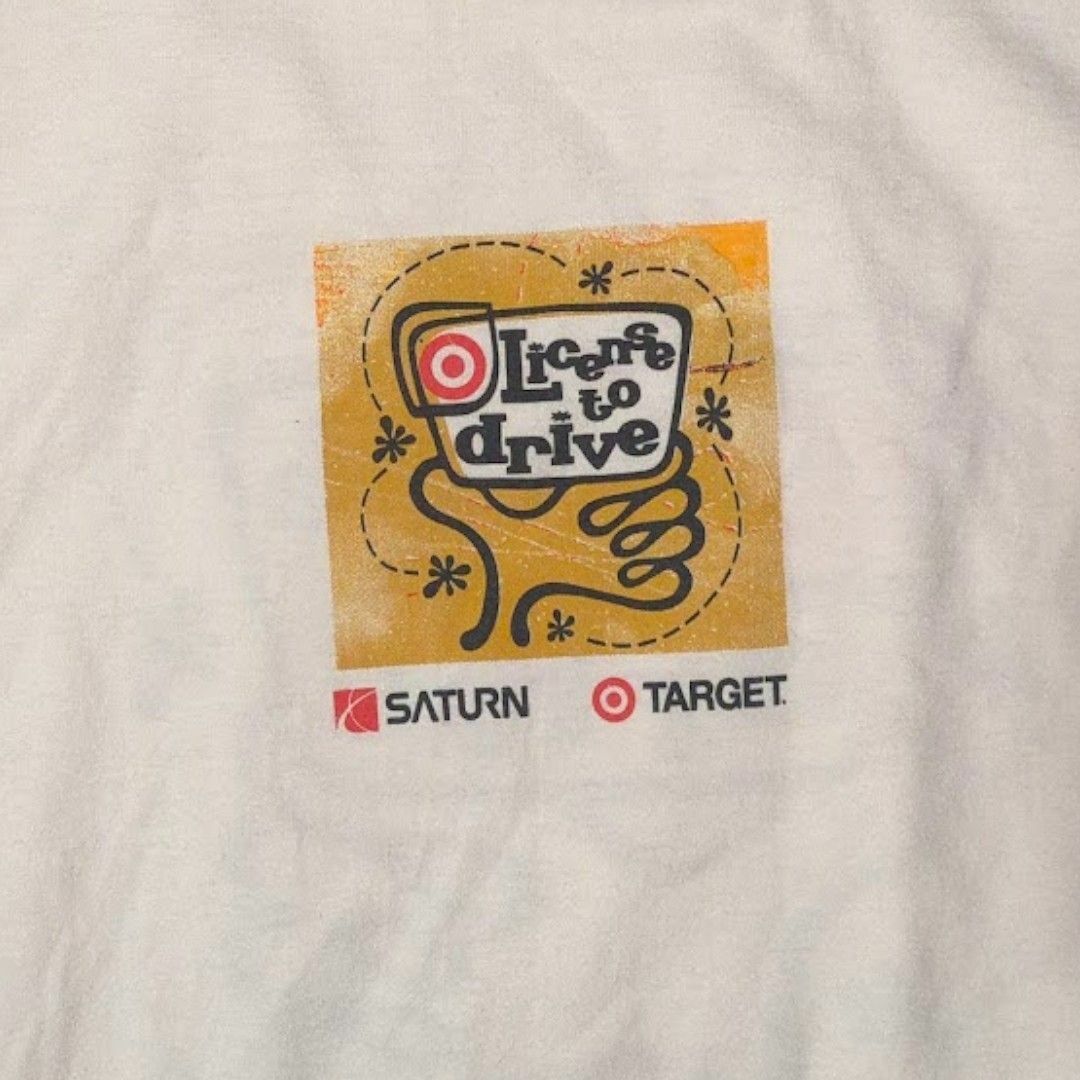 License
to
drive
SATURN TARGET.